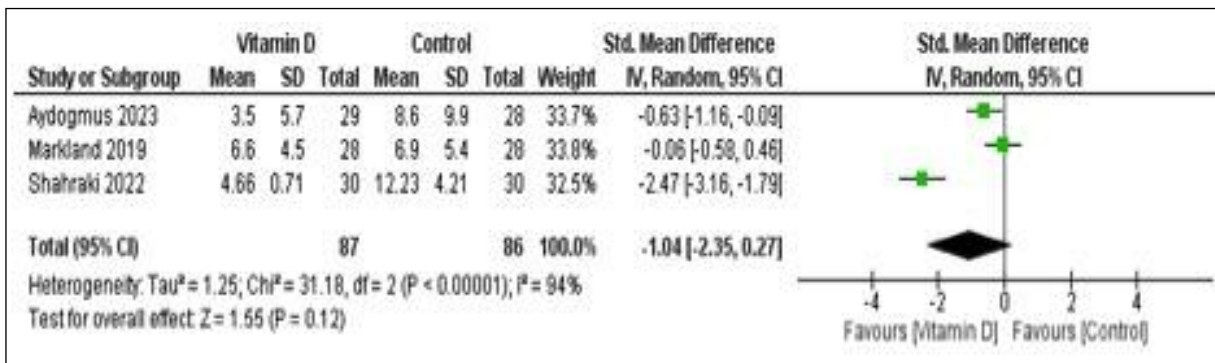 Vitamin D Control Std. Mean Difference Std. Mean Difference
Study or Subgroup Mean SD Total Mean SD Total Weight IV, Random, 95% CI IV, Random, 95% CI
Aydogmus 2023 3.5 5.7 29 8.6 9.9 28 33.7% -0.63 [-1.16, -0.09]
Markland 2019 6.6 4.5 28 6.9 5.4 28 33.8% -0.06 [-0.58, 0.46]
Shahraki 2022 4.66 0.71 30 12.23 4.21 30 32.5% -2.47 [-3.16, -1.79]
Total (95% CI) 87 86 100.0% -1.04 [-2.35, 0.27]
Heterogeneity: Tau² = 1.25; Chi² = 31.18, df = 2 (P < 0.00001); I² = 94%
Test for overall effect: Z = 1.55 (P = 0.12)
-4 -2 0 2 4
Favours [Vitamin D] Favours [Control]